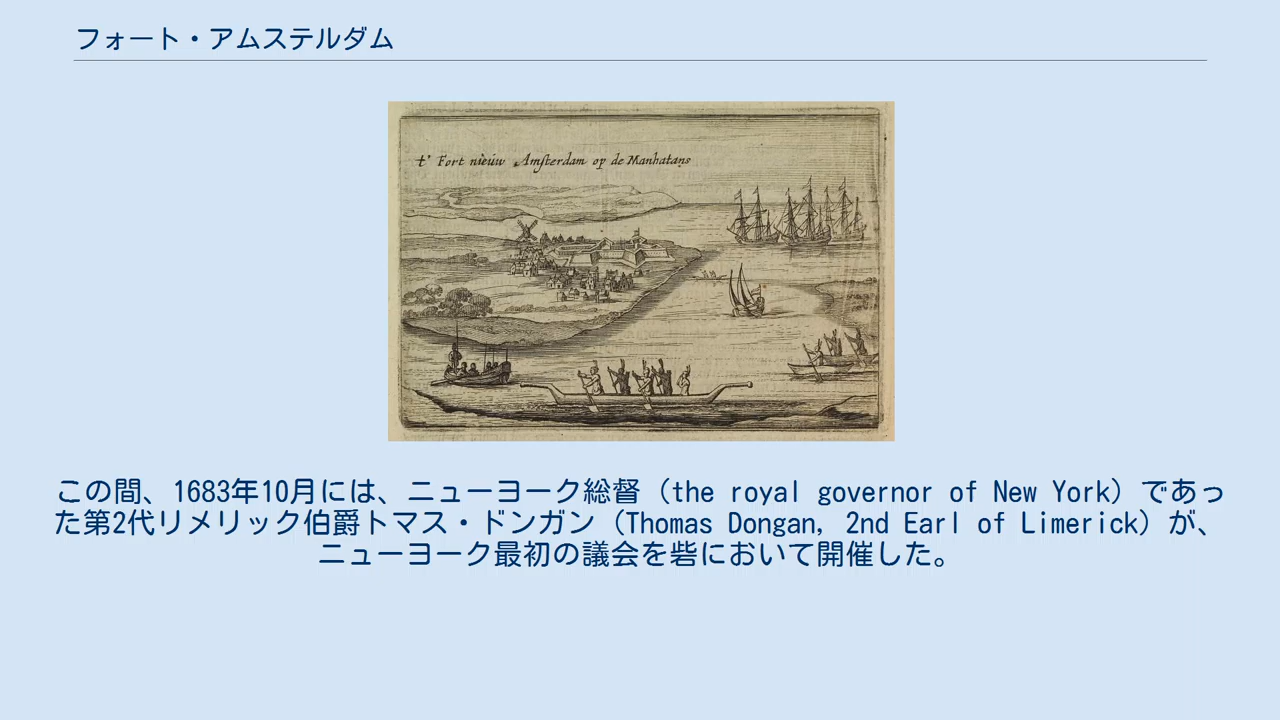 フォート・アムステルダム
t' Fort nieüw Amsterdam op de Manhatans
この間、1683年10月には、ニューヨーク総督（the royal governor of New York）であっ
た第2代リメリック伯爵トマス・ドンガン（Thomas Dongan, 2nd Earl of Limerick）が、
ニューヨーク最初の議会を砦において開催した。